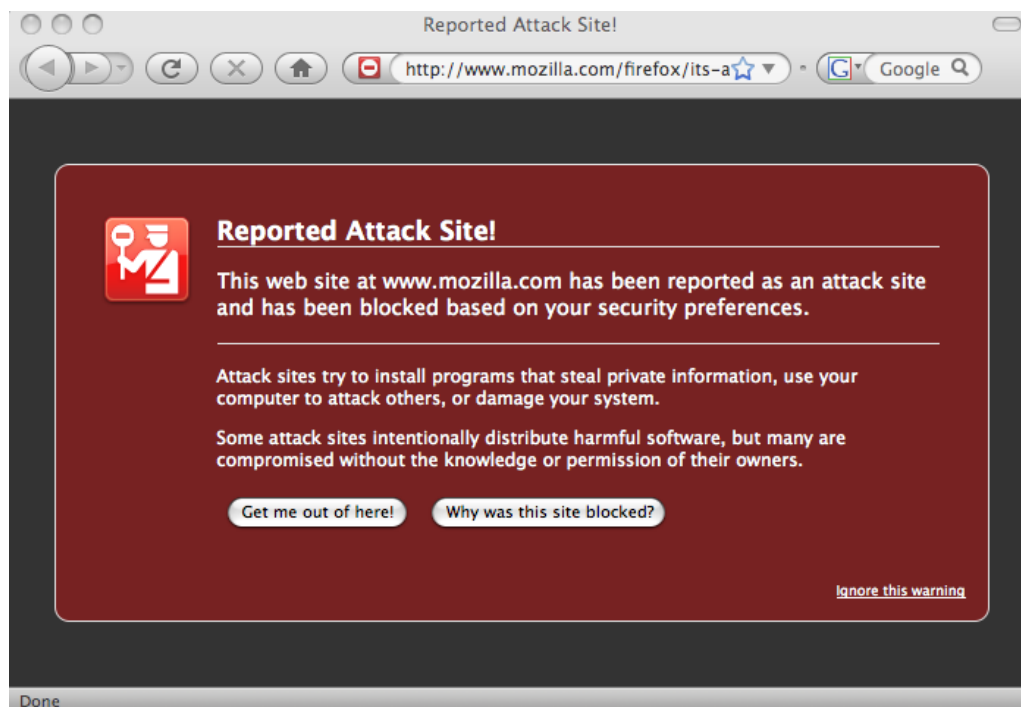 Reported Attack Site!
http://www.mozilla.com/firefox/its-a
G Google
Reported Attack Site!
This web site at www.mozilla.com has been reported as an attack site
and has been blocked based on your security preferences.
Attack sites try to install programs that steal private information, use your
computer to attack others, or damage your system.
Some attack sites intentionally distribute harmful software, but many are
compromised without the knowledge or permission of their owners.
Get me out of here!
Why was this site blocked?
Ignore this warning
Done